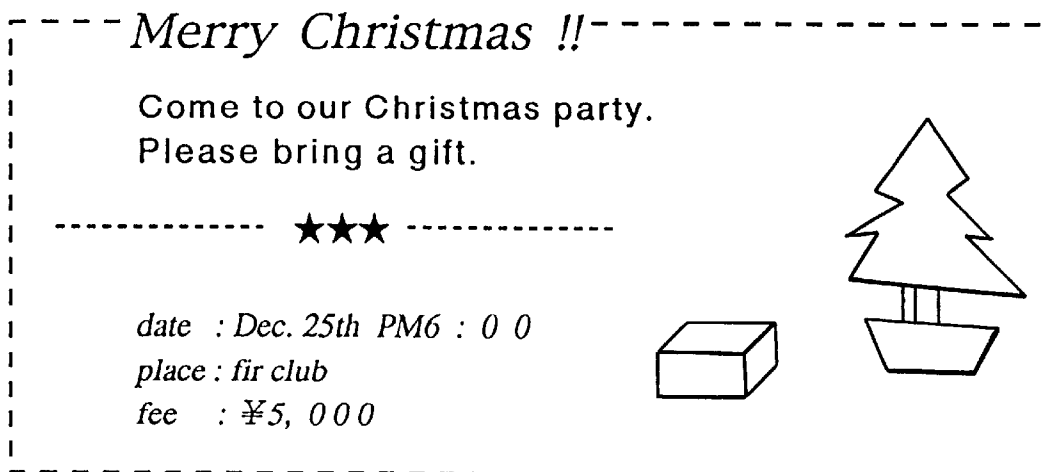 Merry Christmas !!
Come to our Christmas party.
Please bring a gift.
★★★
date : Dec. 25th PM6 : 0 0
place : fir club
fee : ¥5, 0 0 0